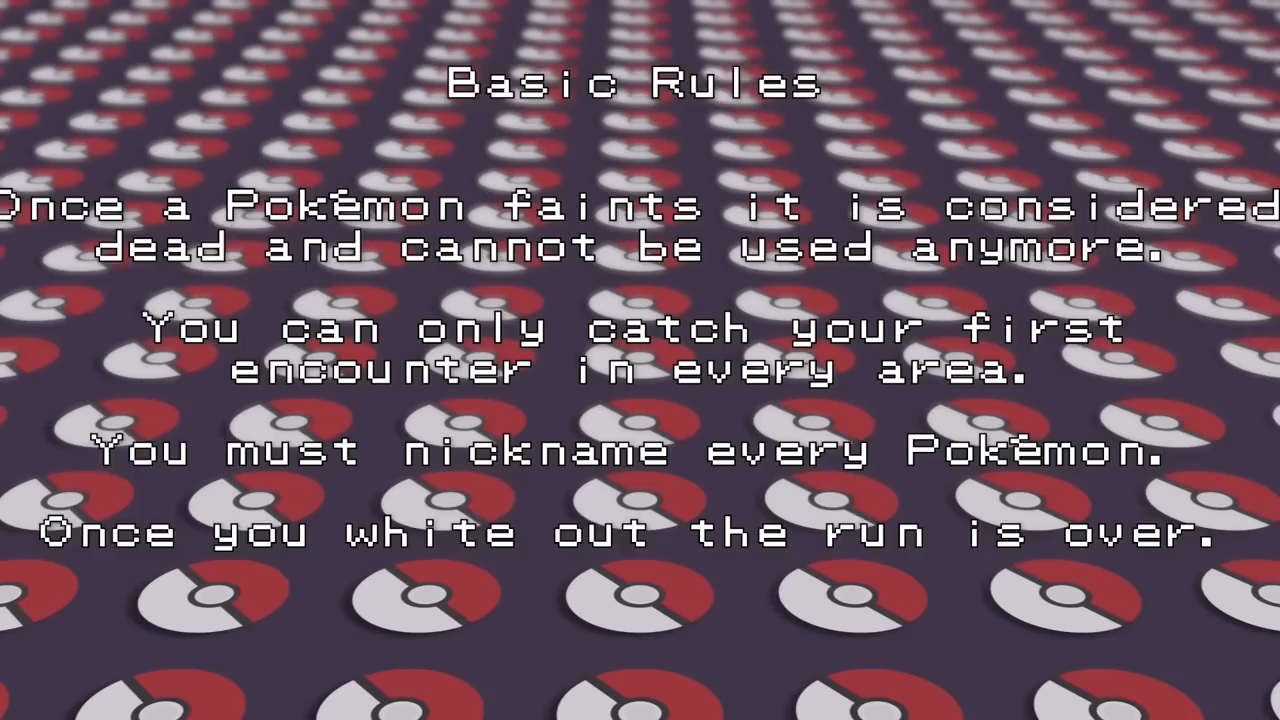 Basic Rules
Once a Pokémon faints it is considered
dead and cannot be used anymore.
You can only catch your first
encounter in every area.
You must nickname every Pokémon.
Once you white out the run is over.